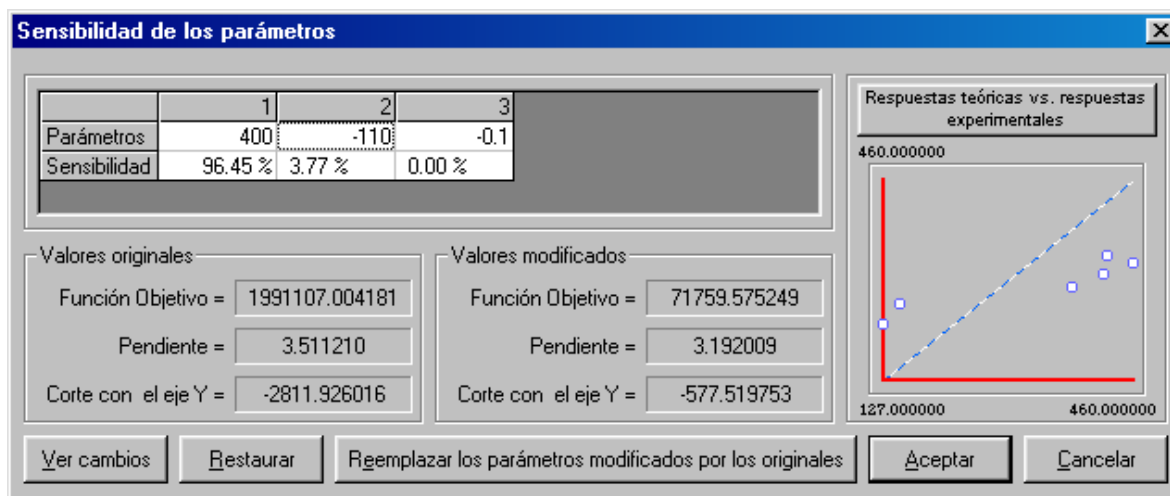 Sensibilidad de los parámetros
1 2 3
Parámetros 400 -110 -0.1
Sensibilidad 96.45 % 3.77 % 0.00 %
Valores originales
Función Objetivo = 1991107.004181
Pendiente = 3.511210
Corte con el eje Y = -2811.926016
Valores modificados
Función Objetivo = 71759.575249
Pendiente = 3.192009
Corte con el eje Y = -577.519753
Respuestas teóricas vs. respuestas
experimentales
460.000000
127.000000 460.000000
Ver cambios
Restaurar
Reemplazar los parámetros modificados por los originales
Aceptar
Cancelar